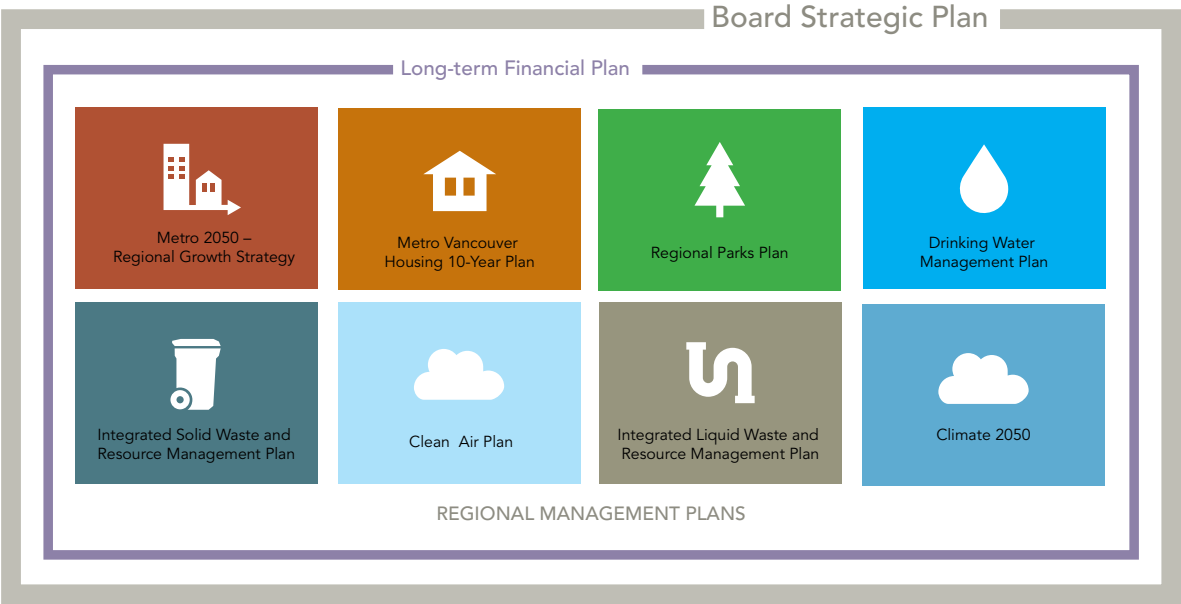 Board Strategic Plan
Long-term Financial Plan
Metro 2050 –
Regional Growth Strategy
Metro Vancouver
Housing 10-Year Plan
Regional Parks Plan
Drinking Water
Management Plan
Integrated Solid Waste and
Resource Management Plan
Clean Air Plan
Integrated Liquid Waste and
Resource Management Plan
Climate 2050
REGIONAL MANAGEMENT PLANS